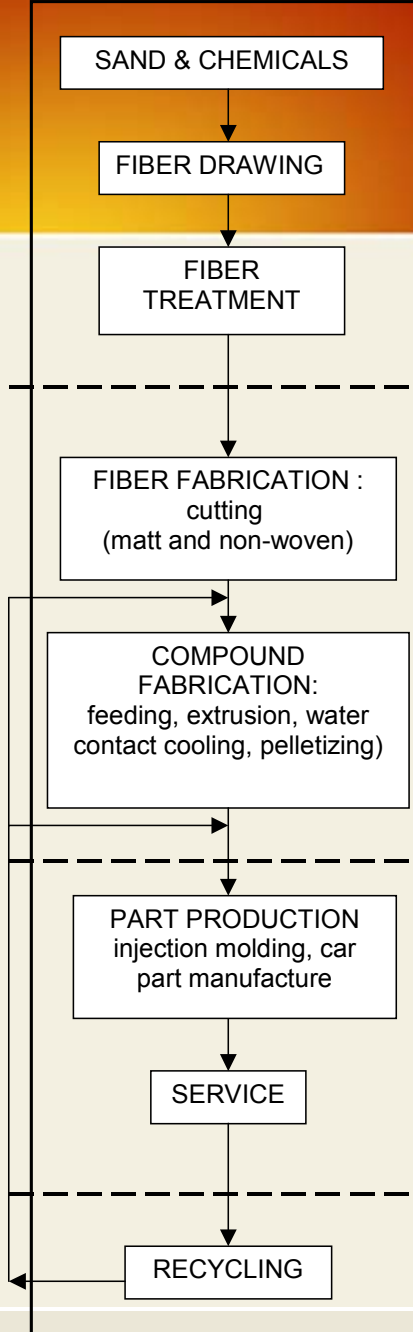 SAND & CHEMICALS
FIBER DRAWING
FIBER
TREATMENT
FIBER FABRICATION :
cutting
(matt and non-woven)
COMPOUND
FABRICATION:
feeding, extrusion, water
contact cooling, pelletizing)
PART PRODUCTION
injection molding, car
part manufacture
SERVICE
RECYCLING